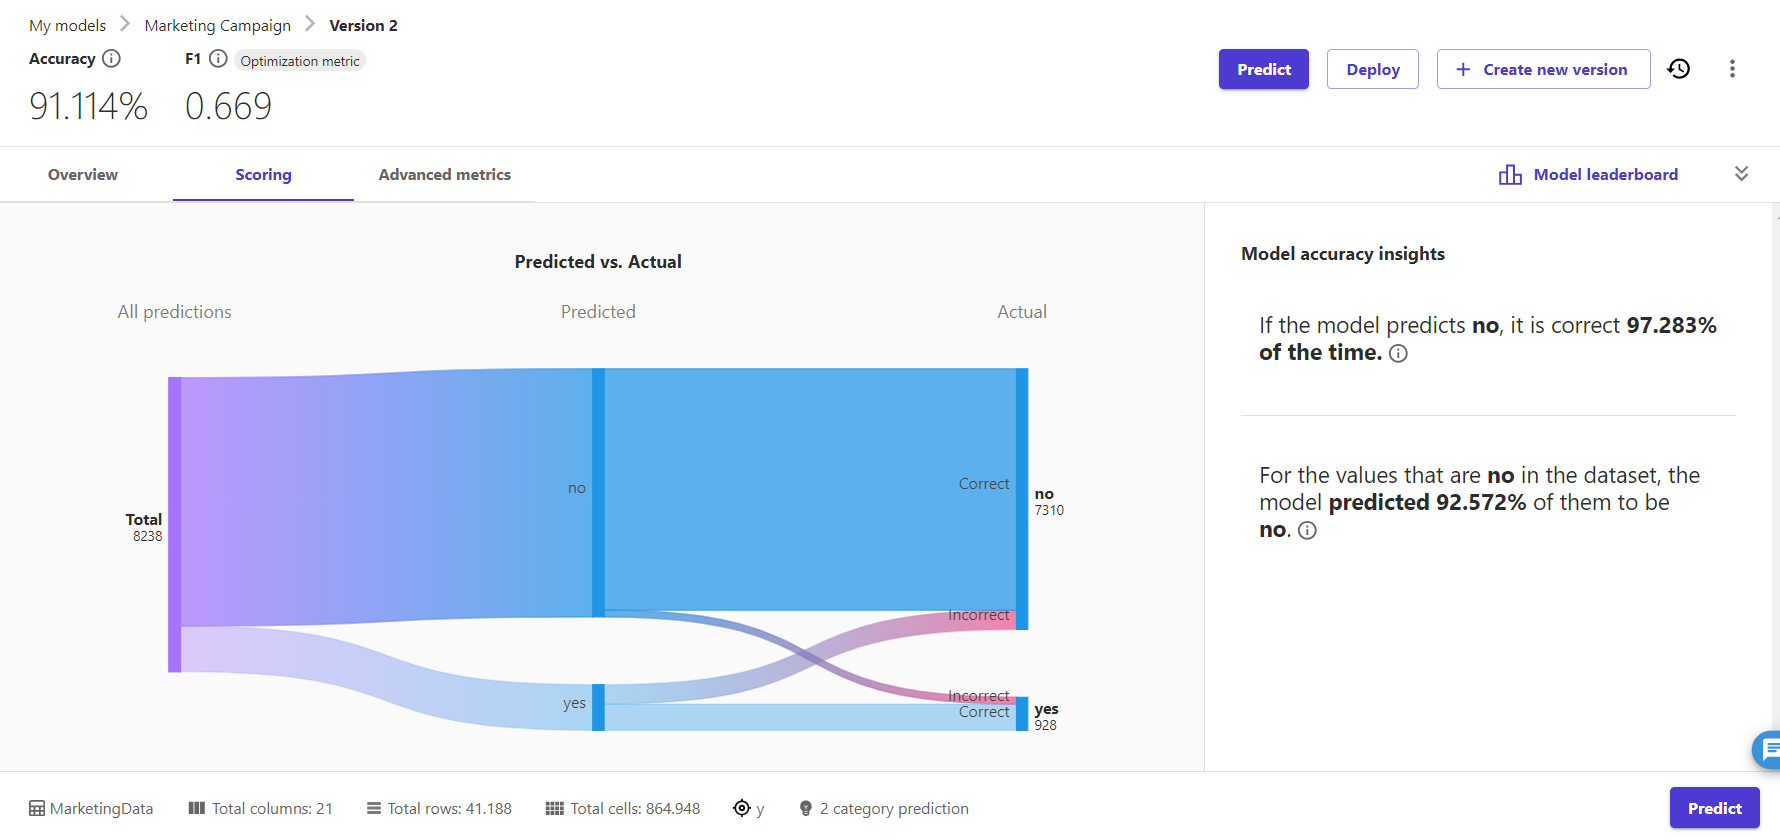 My models
Marketing Campaign
Version 2
Accuracy
F1
Optimization metric
91.114%
0.669
Predict
Deploy
+ Create new version
Overview
Scoring
Advanced metrics
Model leaderboard
Predicted vs. Actual
All predictions
Predicted
Actual
Total
8238
no
yes
Correct
Incorrect
no
7310
Incorrect
Correct
yes
928
Model accuracy insights
If the model predicts no, it is correct 97.283%
of the time.
For the values that are no in the dataset, the
model predicted 92.572% of them to be
no.
MarketingData
Total columns: 21
Total rows: 41.188
Total cells: 864.948
y
2 category prediction
Predict